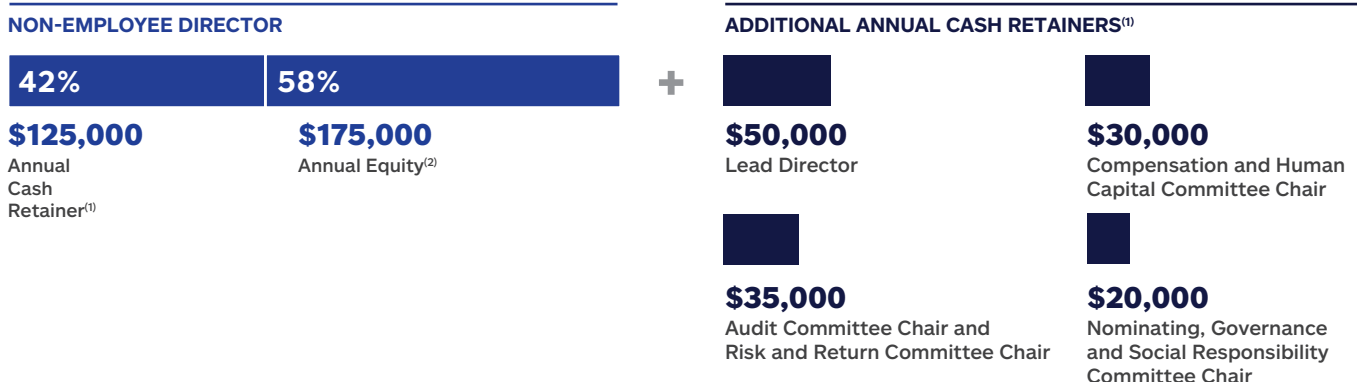 NON-EMPLOYEE DIRECTOR
42%
58%
$125,000
Annual
Cash
Retainer(1)
$175,000
Annual Equity(2)
+
ADDITIONAL ANNUAL CASH RETAINERS(1)
$50,000
Lead Director
$30,000
Compensation and Human
Capital Committee Chair
$35,000
Audit Committee Chair and
Risk and Return Committee Chair
$20,000
Nominating, Governance
and Social Responsibility
Committee Chair